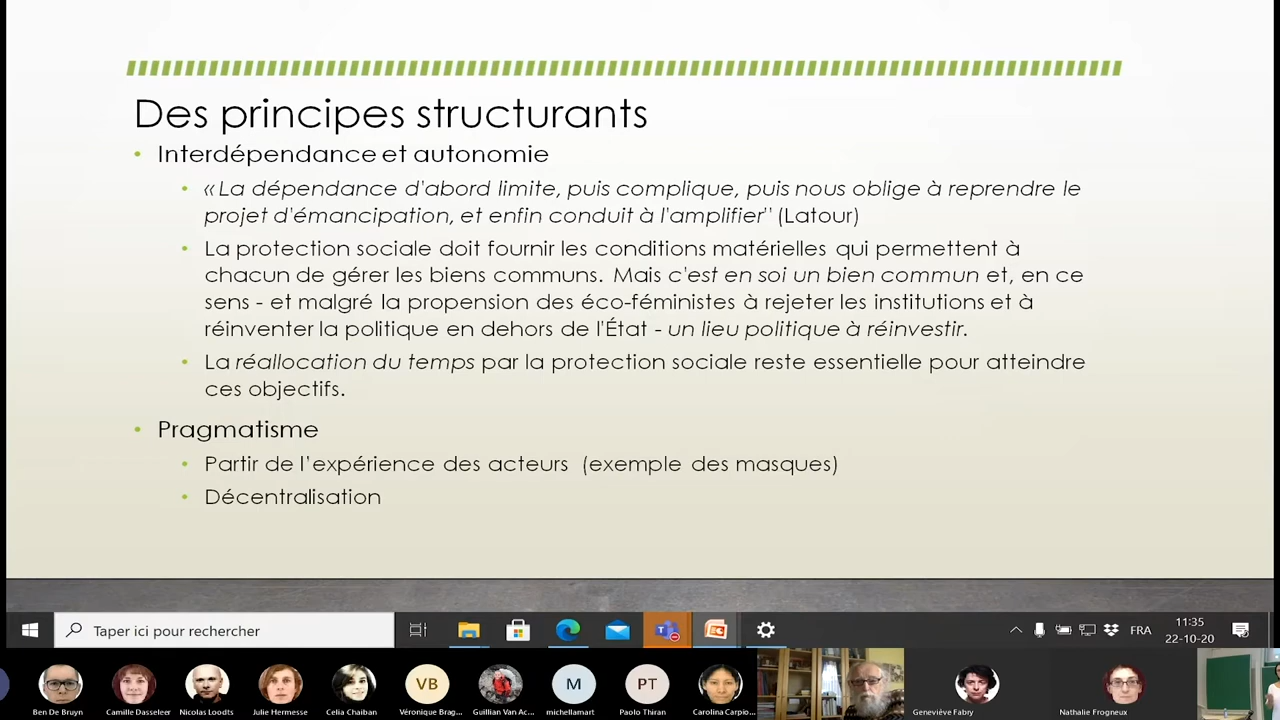 Des principes structurants
• Interdépendance et autonomie
• « La dépendance d'abord limite, puis complique, puis nous oblige à reprendre le
projet d'émancipation, et enfin conduit à l'amplifier" (Latour)
• La protection sociale doit fournir les conditions matérielles qui permettent à
chacun de gérer les biens communs. Mais c'est en soi un bien commun et, en ce
sens - et malgré la propension des éco-féministes à rejeter les institutions et à
réinventer la politique en dehors de l'État - un lieu politique à réinvestir.
• La réallocation du temps par la protection sociale reste essentielle pour atteindre
ces objectifs.
• Pragmatisme
• Partir de l'expérience des acteurs (exemple des masques)
• Décentralisation
Taper ici pour rechercher
FRA
11:35
22-10-20
VB
M
PT
Ben De Bruyn
Camille Dasseleer
Nicolas Loodts
Julie Hermesse
Celia Chaiban
Véronique Brag...
Guillian Van Ac...
michellamart
Paolo Thiran
Carolina Carpio...
Geneviève Fabry
Nathalie Frogneux